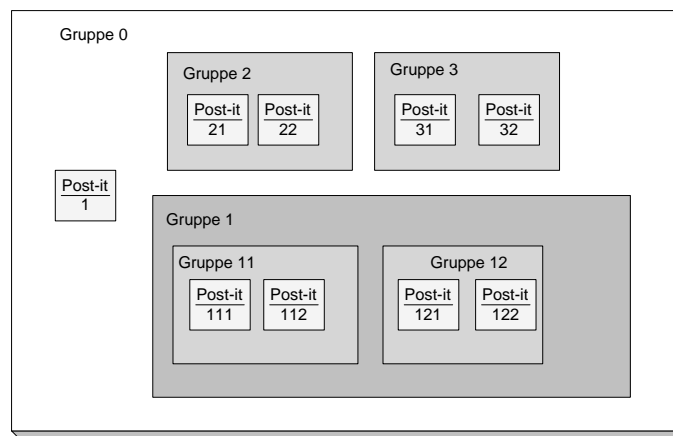 Gruppe 0
Gruppe 2
Post-it
21
Post-it
22
Gruppe 3
Post-it
31
Post-it
32
Post-it
1
Gruppe 1
Gruppe 11
Post-it
111
Post-it
112
Gruppe 12
Post-it
121
Post-it
122